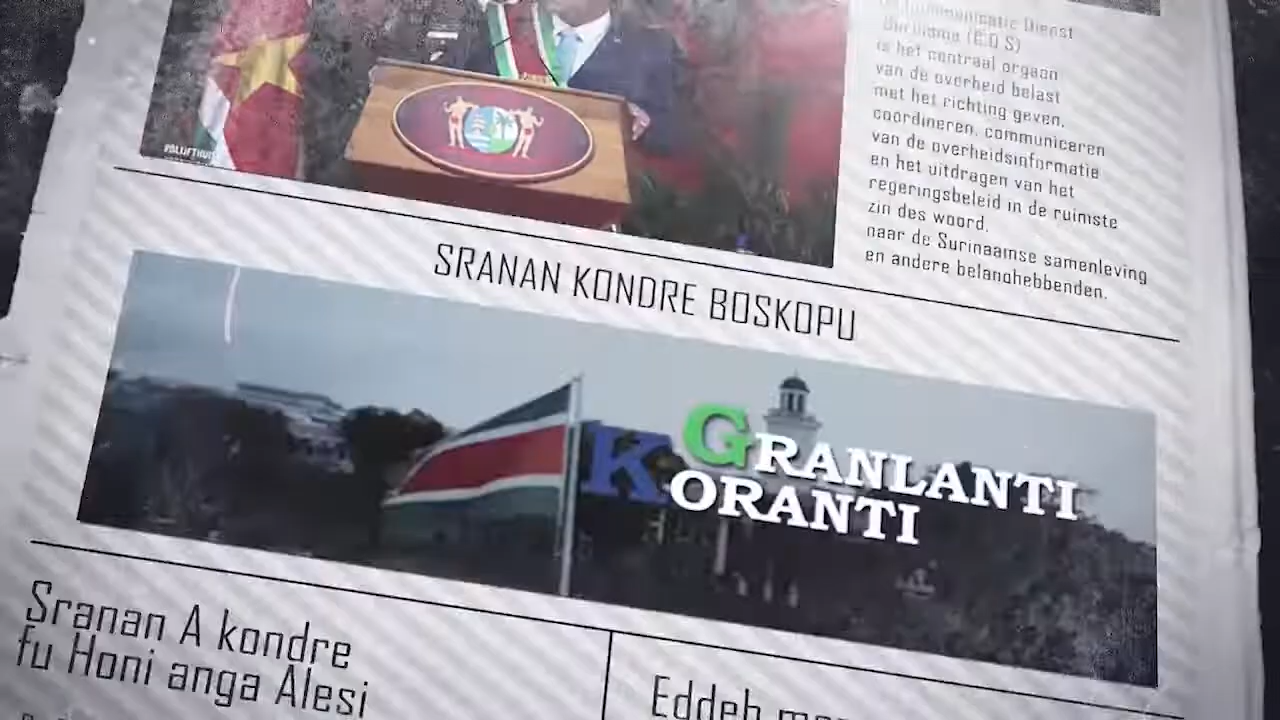 Dienst
(E.D.S)
is het centraal orgaan
van de overheid belast
met het richting geven,
coördineren, communiceren
van de overheidsinformatie
en het uitdragen van het
regeringsbeleid in de ruimste
zin des woord.
naar de Surinaamse samenleving
en andere belanghebbenden.
SRANAN KONDRE BOSKOPU
GRANLANTI
KORANTI
Sranan A kondre
fu Honi anga Alesi
Eddeh